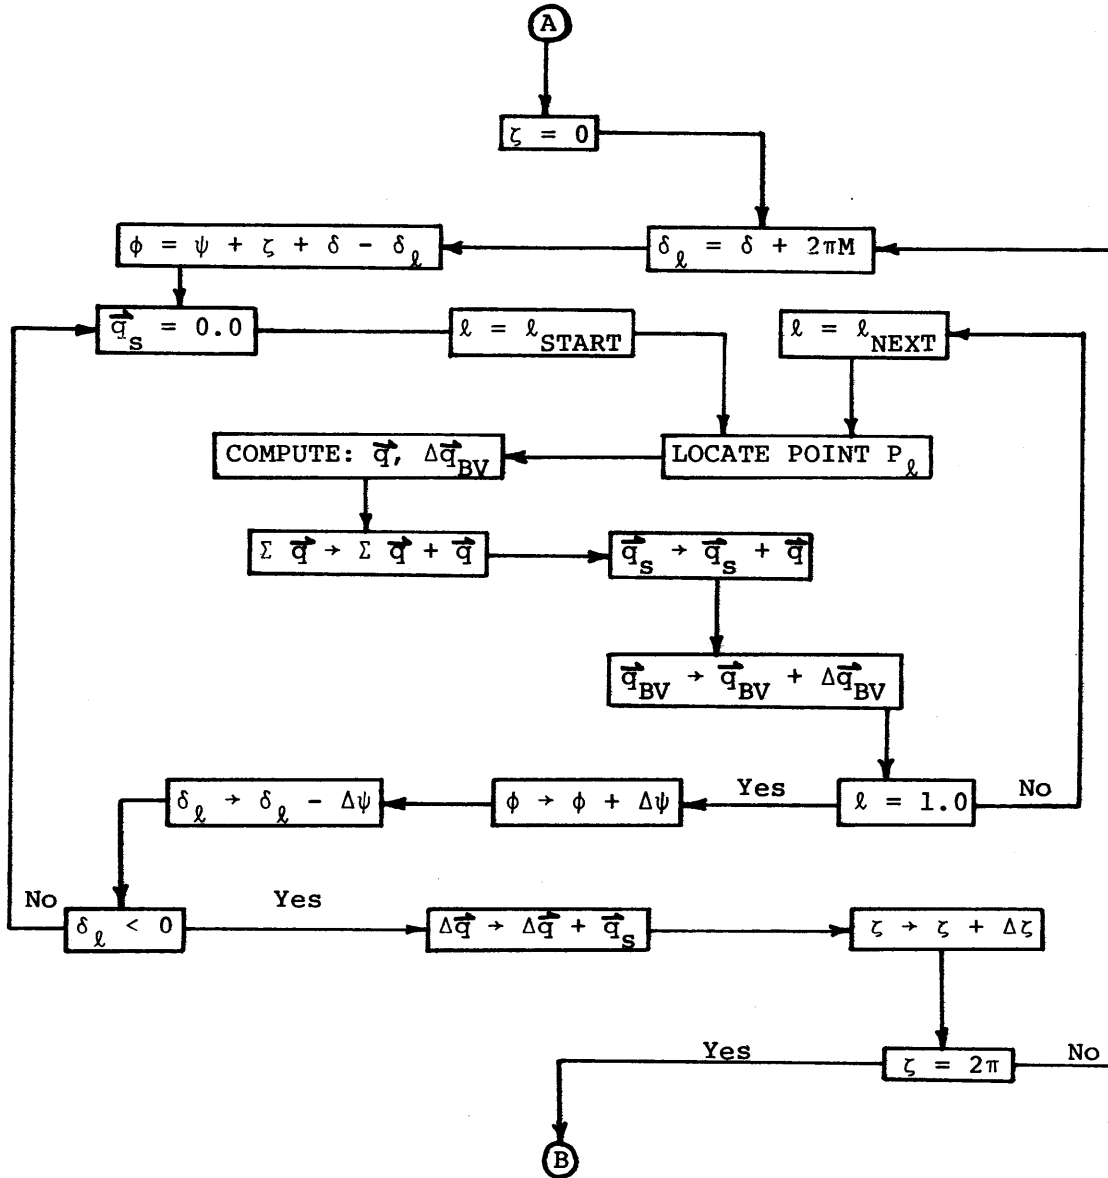 A
ζ = 0
ϕ = ψ + ζ + δ - δ_ℓ
δ_ℓ = δ + 2πM
q⃗_s = 0.0
ℓ = ℓ_START
ℓ = ℓ_NEXT
COMPUTE: q⃗, Δq⃗_BV
LOCATE POINT P_ℓ
Σ q⃗ → Σ q⃗ + q⃗
q⃗_s → q⃗_s + q⃗
q⃗_BV → q⃗_BV + Δq⃗_BV
δ_ℓ → δ_ℓ - Δψ
ϕ → ϕ + Δψ
Yes
ℓ = 1.0
No
No
δ_ℓ < 0
Yes
Δq⃗ → Δq⃗ + q⃗_s
ζ → ζ + Δζ
Yes
ζ = 2π
No
B